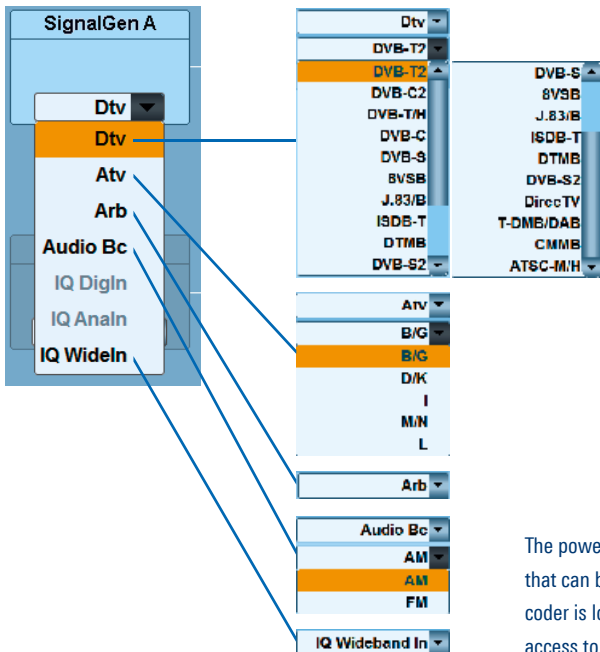 SignalGen A
Dtv
Dtv
Atv
Arb
Audio Bc
IQ DigIn
IQ AnaIn
IQ WideIn
Dtv
DVB-T2
DVB-T2
DVB-C2
DVB-T/H
DVB-C
DVB-S
8VSB
J.83/B
ISDB-T
DTMB
DVB-S2
DVB-S
8VSB
J.83/B
ISDB-T
DTMB
DVB-S2
DirecTV
T-DMB/DAB
CMMB
ATSC-M/H
Atv
B/G
B/G
D/K
I
M/N
L
Arb
Audio Bc
AM
AM
FM
IQ Wideband In
The powe
that can b
coder is lo
access to